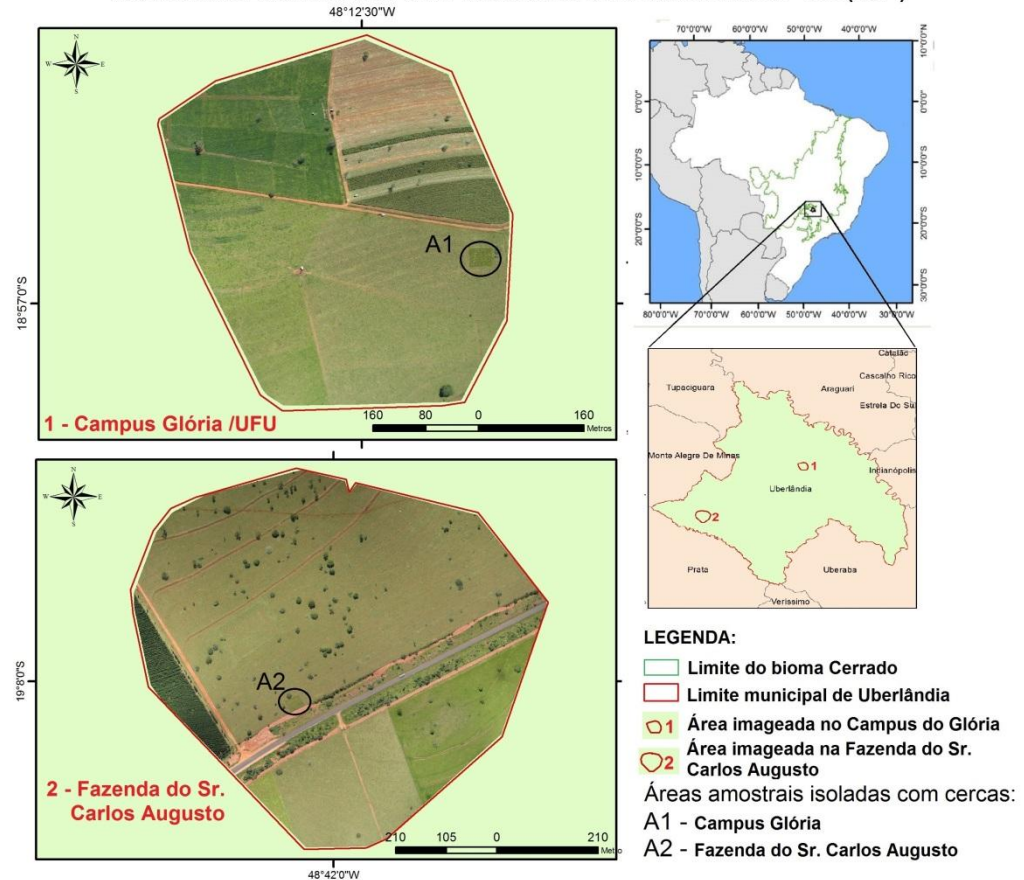 48°12'30"W
N
W
E
S
A1
18°57'0"S
1 - Campus Glória /UFU
160 80 0 160
Metros
N
W
E
S
A2
19°8'0"S
2 - Fazenda do Sr.
Carlos Augusto
210 105 0 210
Metro
48°42'0"W
70°0'0"W 60°0'0"W 50°0'0"W 40°0'0"W
0°0'0" 10°0'0"S 20°0'0"S
10°0'0"N 0°0'0" 10°0'0"S 20°0'0"S 30°0'0"S
80°0'0"W 70°0'0"W 60°0'0"W 50°0'0"W 40°0'0"W 30°0'0"W
Catalão
Cascalho Rico
Tupaciguara
Araguari
Estrela Do Sul
Monte Alegre De Minas
Indianópolis
1
Uberlândia
2
Prata
Uberaba
Veríssimo
LEGENDA:
Limite do bioma Cerrado
Limite municipal de Uberlândia
1 Área imageada no Campus do Glória
2 Área imageada na Fazenda do Sr.
Carlos Augusto
Áreas amostrais isoladas com cercas:
A1 - Campus Glória
A2 - Fazenda do Sr. Carlos Augusto